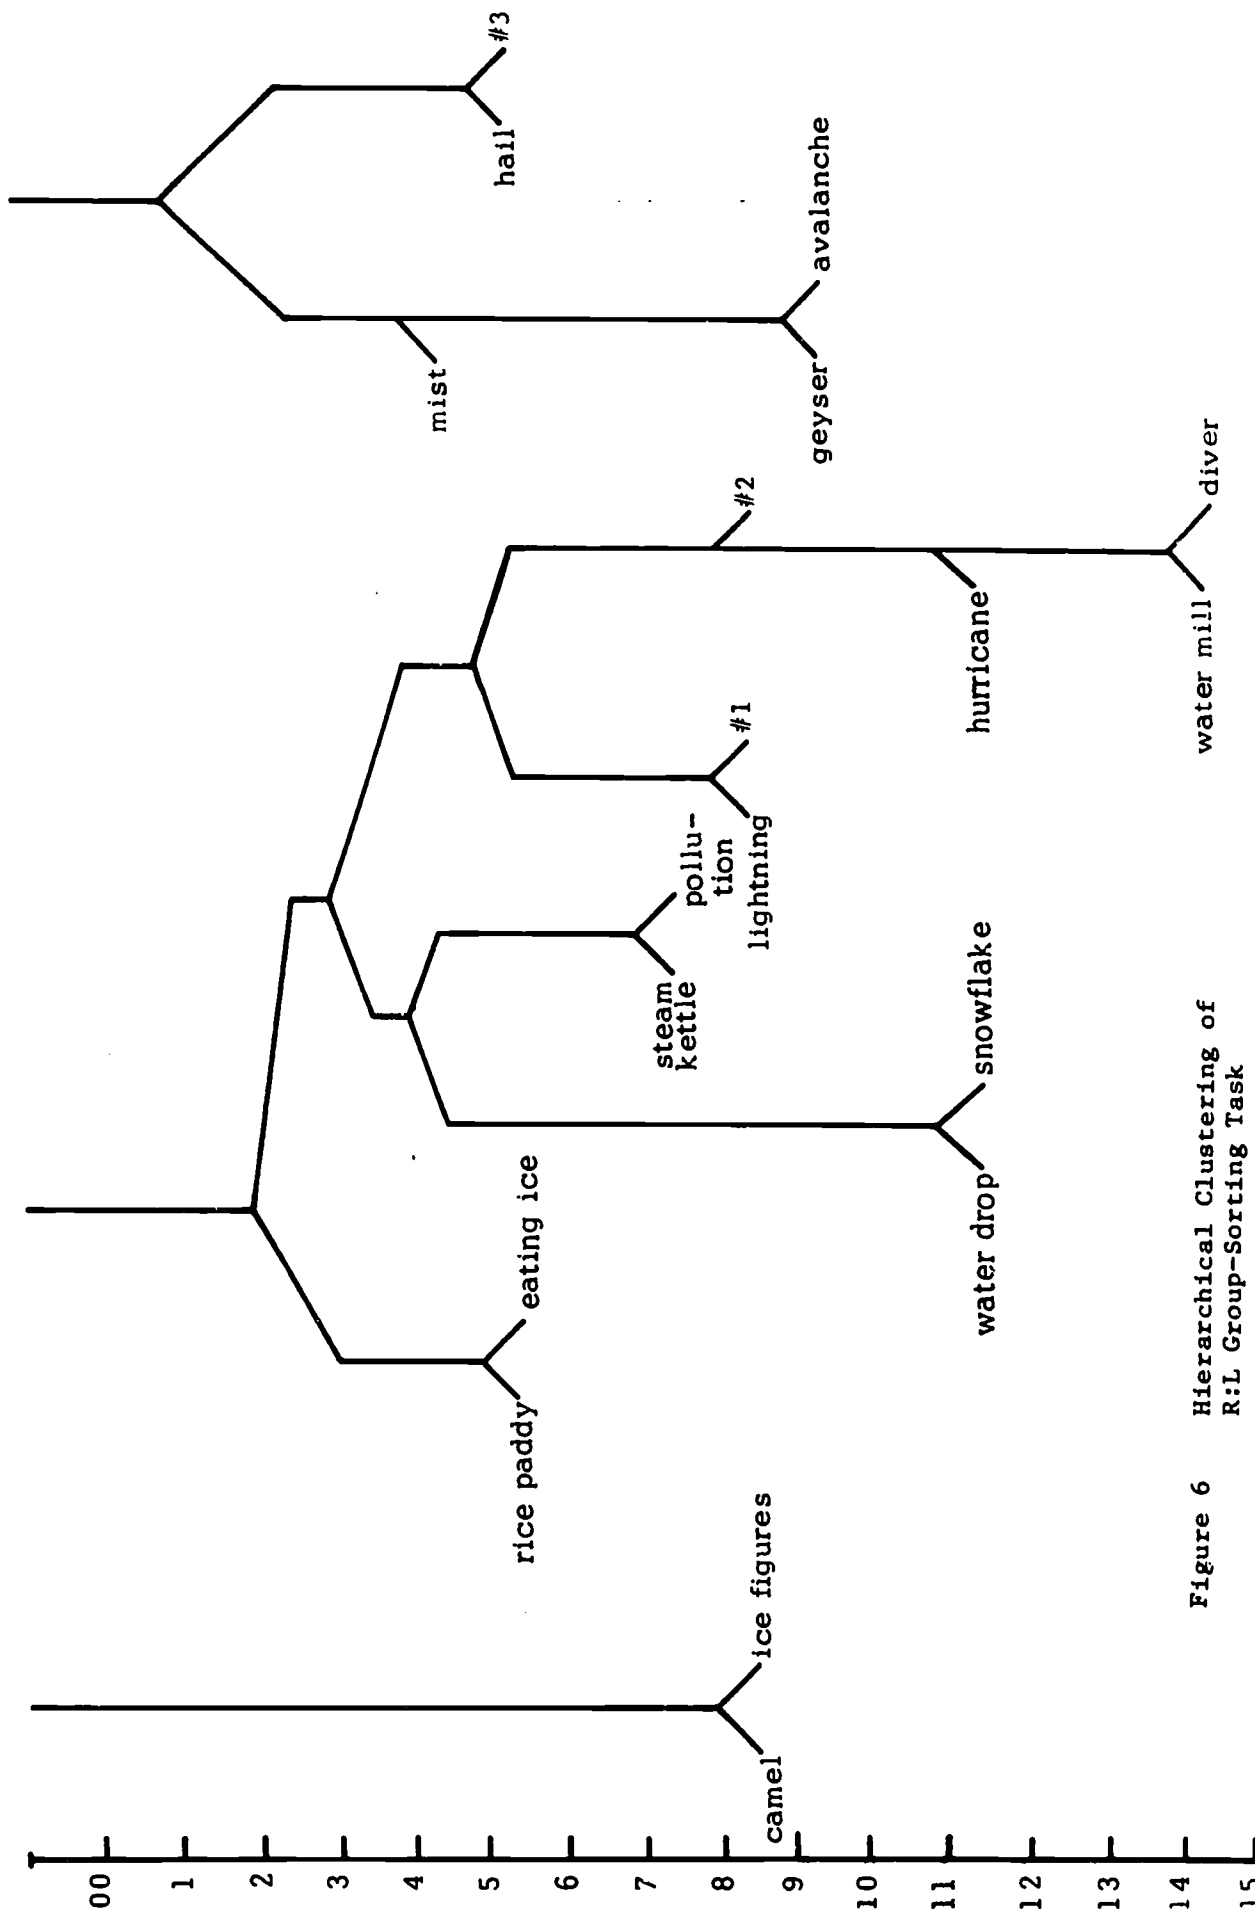 00
1
2
3
4
5
6
7
8
9
10
11
12
13
14
15
camel
ice figures
rice paddy
eating ice
water drop
snowflake
steam
kettle
pollu-
tion
lightning
#1
#2
hurricane
water mill
diver
mist
geyser
avalanche
hail
#3
Figure 6 Hierarchical Clustering of
R:L Group-Sorting Task